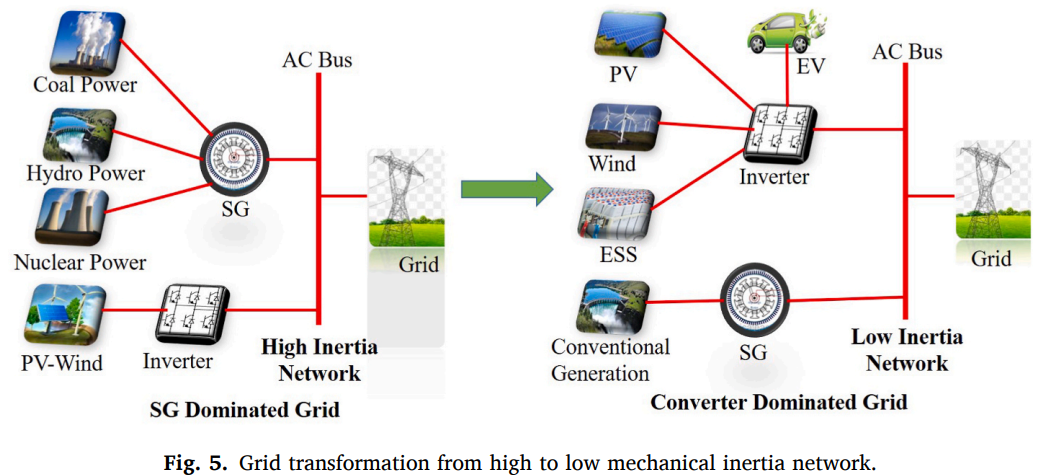 Coal Power
Hydro Power
Nuclear Power
PV-Wind
SG
Inverter
AC Bus
Grid
High Inertia
Network
SG Dominated Grid
PV
EV
Wind
ESS
Inverter
AC Bus
Grid
Conventional
Generation
SG
Low Inertia
Network
Converter Dominated Grid
Fig. 5. Grid transformation from high to low mechanical inertia network.